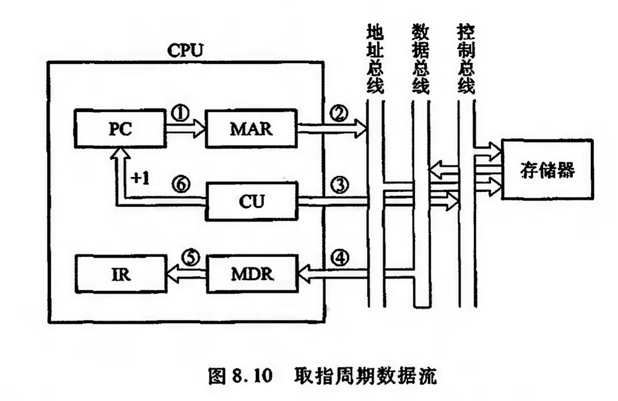 CPU
地址总线
数据总线
控制总线
PC
①
MAR
②
+1
⑥
CU
③
存储器
IR
⑤
MDR
④
图 8.10 取指周期数据流